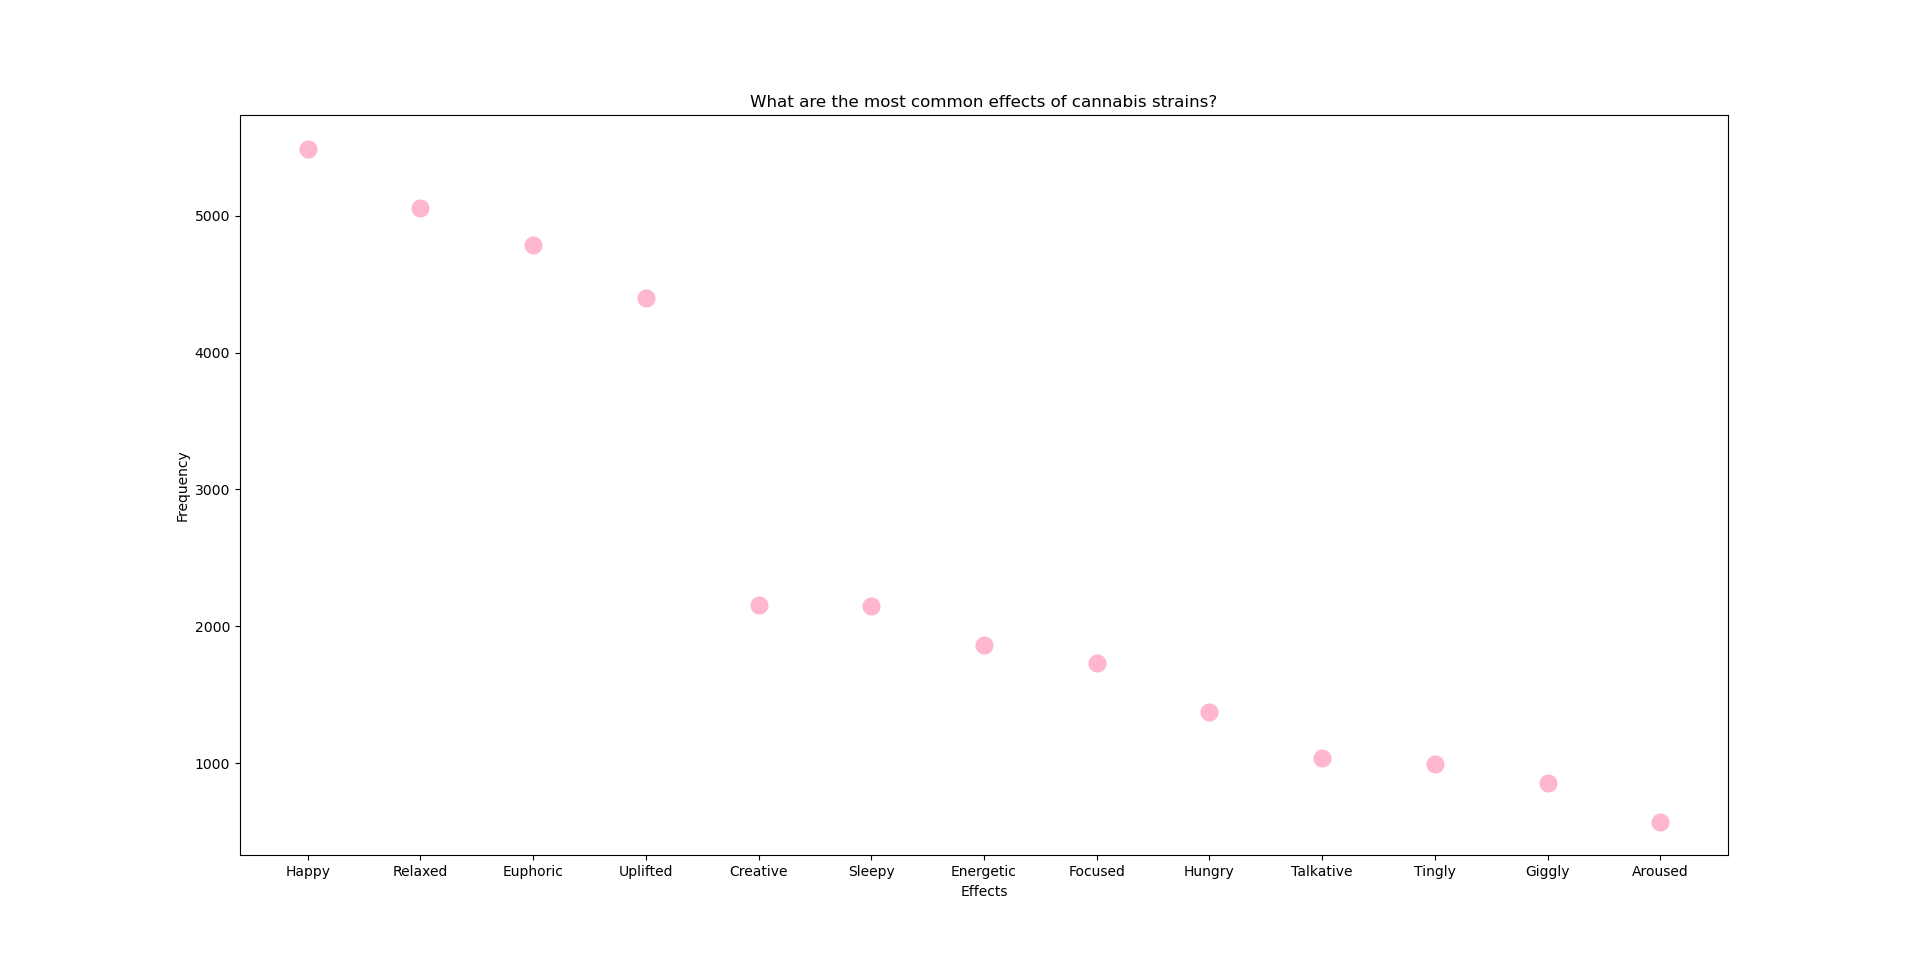 What are the most common effects of cannabis strains?
5000
4000
3000
2000
1000
Frequency
Happy Relaxed Euphoric Uplifted Creative Sleepy Energetic Focused Hungry Talkative Tingly Giggly Aroused
Effects